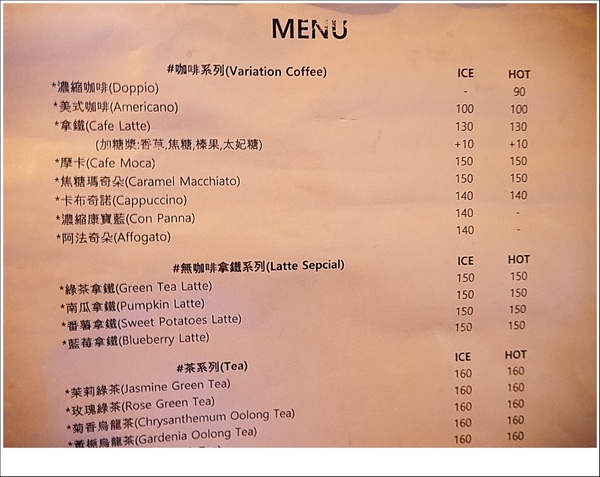 MENU
#咖啡系列(Variation Coffee) ICE HOT
*濃縮咖啡(Doppio) - 90
*美式咖啡(Americano) 100 100
*拿鐵(Cafe Latte) 130 130
(加糖漿:香草,焦糖,榛果,太妃糖) +10 +10
*摩卡(Cafe Moca) 150 150
*焦糖瑪奇朵(Caramel Macchiato) 150 150
*卡布奇諾(Cappuccino) 140 140
*濃縮康寶藍(Con Panna) 140 -
*阿法奇朵(Affogato) 140 -
#無咖啡拿鐵系列(Latte Sepcial) ICE HOT
*綠茶拿鐵(Green Tea Latte) 150 150
*南瓜拿鐵(Pumpkin Latte) 150 150
*番薯拿鐵(Sweet Potatoes Latte) 150 150
*藍莓拿鐵(Blueberry Latte) 150 150
#茶系列(Tea) ICE HOT
*茉莉綠茶(Jasmine Green Tea) 160 160
*玫瑰綠茶(Rose Green Tea) 160 160
*菊香烏龍茶(Chrysanthemum Oolong Tea) 160 160
*黃梔烏龍茶(Gardenia Oolong Tea) 160 160